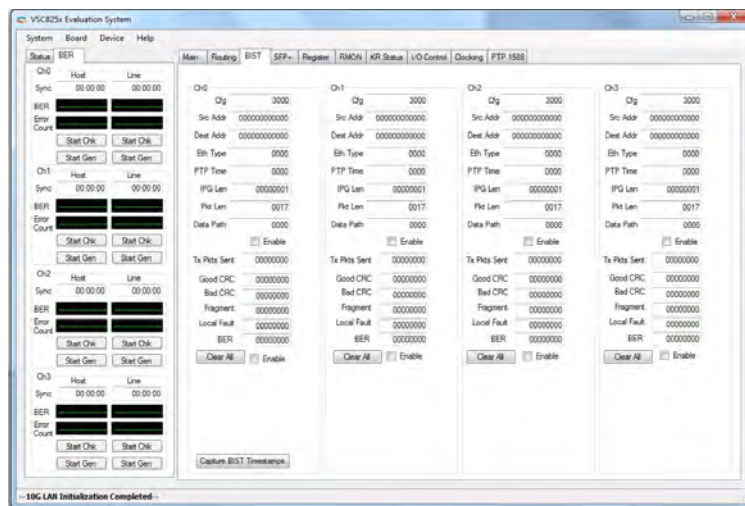 VSC825x Evaluation System
System Board Device Help
Status BER
Main Routing BIST SFP+ Register RMON KR Status I/O Control Clocking PTP 1588
Ch0
Host Line
Sync 00:00:00 00:00:00
BER
Error Count
Start Chk Start Chk
Start Gen Start Gen
Ch1
Host Line
Sync 00:00:00 00:00:00
BER
Error Count
Start Chk Start Chk
Start Gen Start Gen
Ch2
Host Line
Sync 00:00:00 00:00:00
BER
Error Count
Start Chk Start Chk
Start Gen Start Gen
Ch3
Host Line
Sync 00:00:00 00:00:00
BER
Error Count
Start Chk Start Chk
Start Gen Start Gen
Ch0
Cfg 3000
Src Addr 000000000000
Dest Addr 000000000000
Eth Type 0000
PTP Time 0000
IPG Len 00000001
Pkt Len 0017
Data Path 0000
Enable
Tx Pkts Sent 00000000
Good CRC 00000000
Bad CRC 00000000
Fragment 00000000
Local Fault 00000000
BER 00000000
Clear All Enable
Capture BIST Timestamps
Ch1
Cfg 3000
Src Addr 000000000000
Dest Addr 000000000000
Eth Type 0000
PTP Time 0000
IPG Len 00000001
Pkt Len 0017
Data Path 0000
Enable
Tx Pkts Sent 00000000
Good CRC 00000000
Bad CRC 00000000
Fragment 00000000
Local Fault 00000000
BER 00000000
Clear All Enable
Ch2
Cfg 3000
Src Addr 000000000000
Dest Addr 000000000000
Eth Type 0000
PTP Time 0000
IPG Len 00000001
Pkt Len 0017
Data Path 0000
Enable
Tx Pkts Sent 00000000
Good CRC 00000000
Bad CRC 00000000
Fragment 00000000
Local Fault 00000000
BER 00000000
Clear All Enable
Ch3
Cfg 3000
Src Addr 000000000000
Dest Addr 000000000000
Eth Type 0000
PTP Time 0000
IPG Len 00000001
Pkt Len 0017
Data Path 0000
Enable
Tx Pkts Sent 00000000
Good CRC 00000000
Bad CRC 00000000
Fragment 00000000
Local Fault 00000000
BER 00000000
Clear All Enable
--10G LAN Initialization Completed--